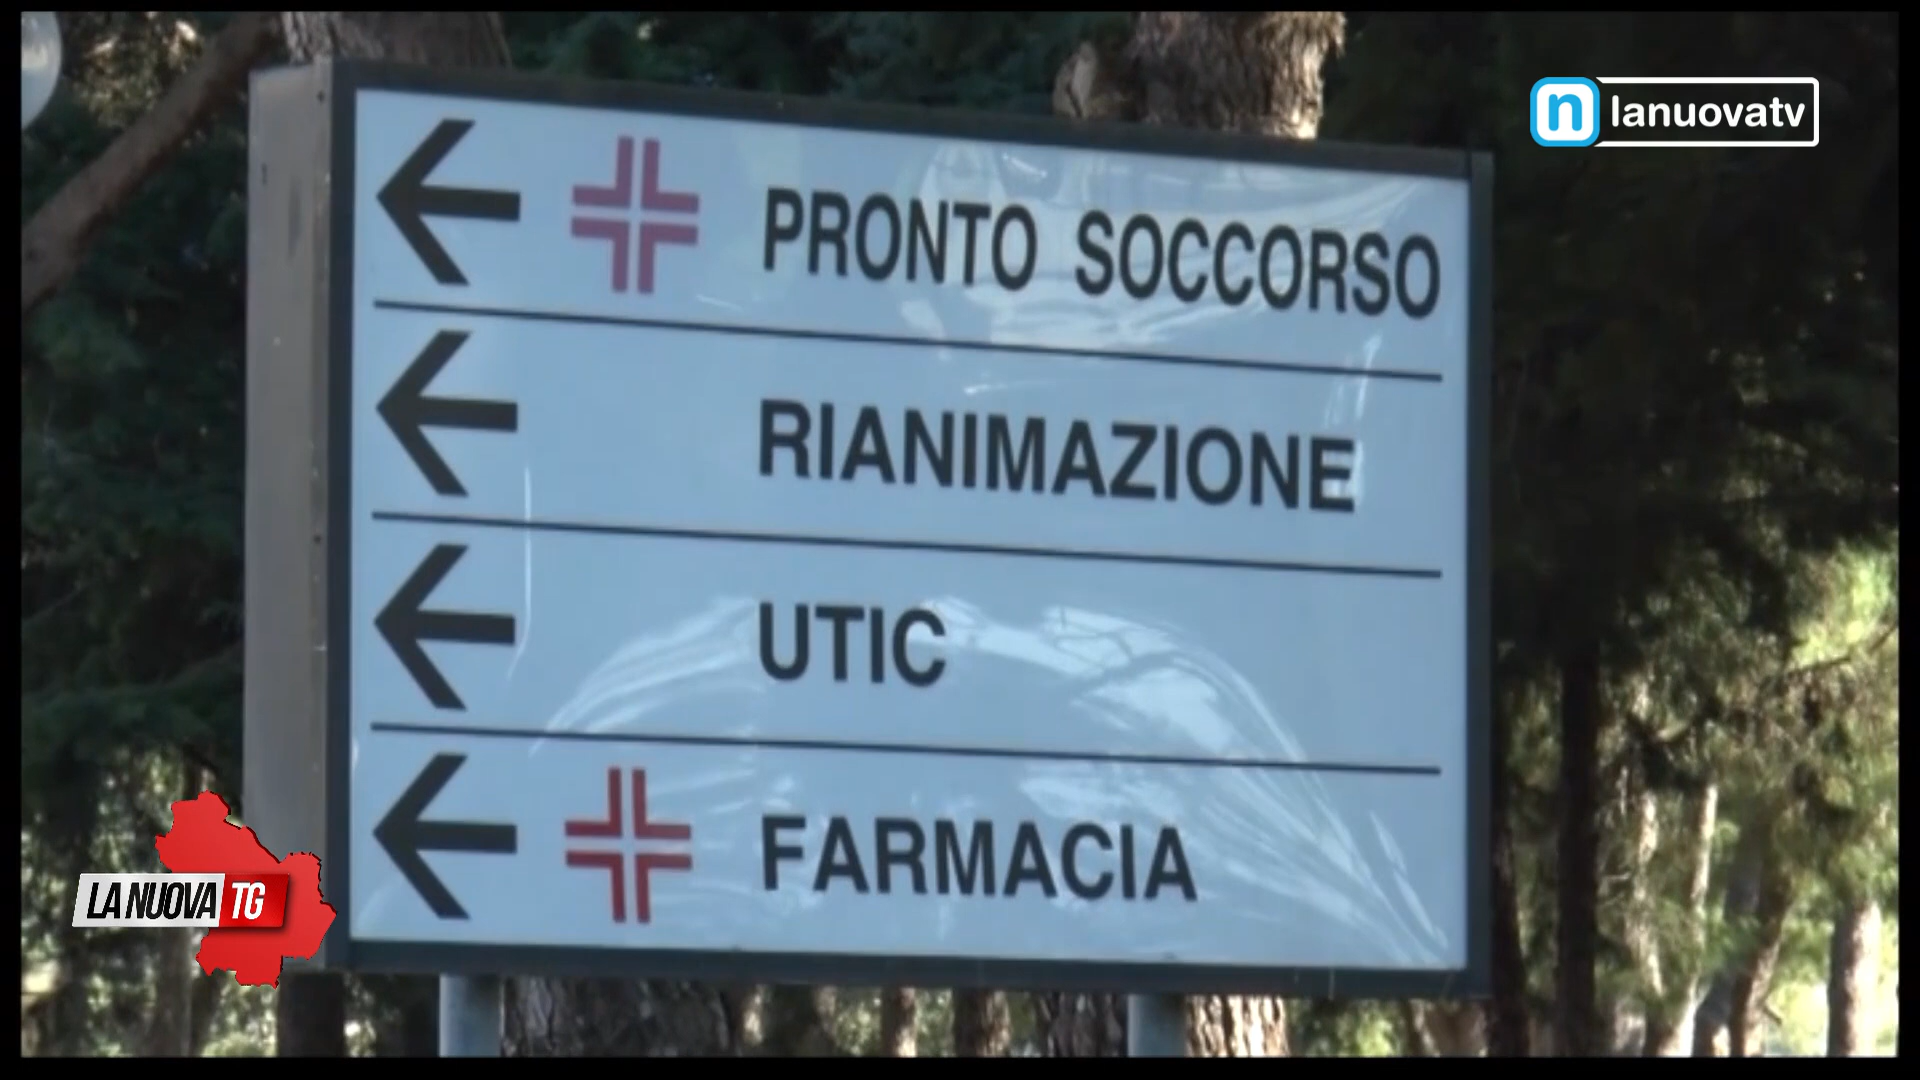 n lanuovatv
PRONTO SOCCORSO
RIANIMAZIONE
UTIC
FARMACIA
LA NUOVA TG